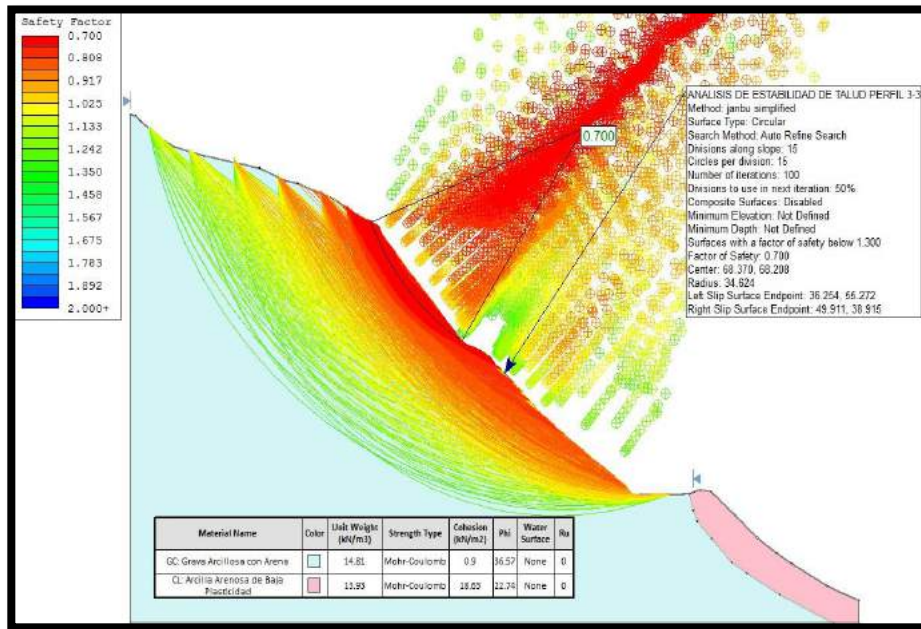 Safety Factor
0.700
0.808
0.917
1.025
1.133
1.242
1.350
1.458
1.567
1.675
1.783
1.892
2.000+
0.700
ANALISIS DE ESTABILIDAD DE TALUD PERFIL 3-3
Method: janbu simplified
Surface Type: Circular
Search Method: Auto Refine Search
Divisions along slope: 15
Circles per division: 15
Number of iterations: 100
Divisions to use in next iteration: 50%
Composite Surfaces: Disabled
Minimum Elevation: Not Defined
Minimum Depth: Not Defined
Surfaces with a factor of safety below 1.300
Factor of Safety: 0.700
Center: 68.370, 68.208
Radius: 34.624
Left Slip Surface Endpoint: 36.254, 55.272
Right Slip Surface Endpoint: 49.911, 38.915
Material Name Color Unit Weight (kN/m3) Strength Type Cohesion (kN/m2) Phi Water Surface Ru
GC: Grava Arcillosa con Arena 14.81 Mohr-Coulomb 0.9 36.57 None 0
CL: Arcilla Arenosa de Baja Plasticidad 13.93 Mohr-Coulomb 18.63 22.74 None 0